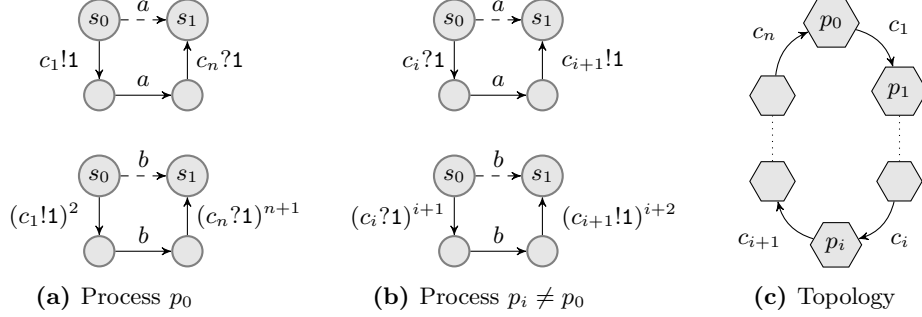 s₀ a s₁
c₁!1 cₙ?1
a
s₀ a s₁
cᵢ?1 cᵢ₊₁!1
a
s₀ b s₁
(c₁!1)² (cₙ?1)ⁿ⁺¹
b
s₀ b s₁
(cᵢ?1)ⁱ⁺¹ (cᵢ₊₁!1)ⁱ⁺²
b
cₙ p₀ c₁
p₁
cᵢ₊₁ pᵢ cᵢ
(a) Process p₀
(b) Process pᵢ ≠ p₀
(c) Topology